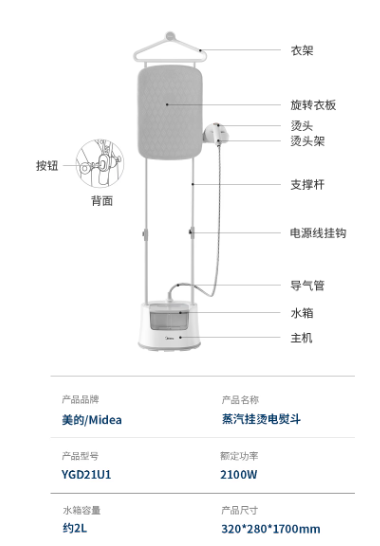 衣架
旋转衣板
烫头
烫头架
按钮
支撑杆
背面
电源线挂钩
导气管
水箱
主机
产品品牌
产品名称
美的/Midea
蒸汽挂烫电熨斗
产品型号
额定功率
YGD21U1
2100W
水箱容量
产品尺寸
约2L
320*280*1700mm